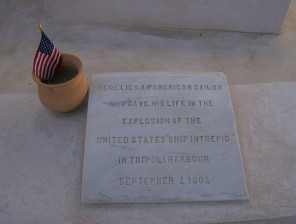 HERE LIES AN AMERICAN SAILOR
WHO GAVE HIS LIFE IN THE
EXPLOSION OF THE
UNITED STATES SHIP INTREPID
IN TRIPOLI HARBOUR
SEPTEMBER 4, 1804